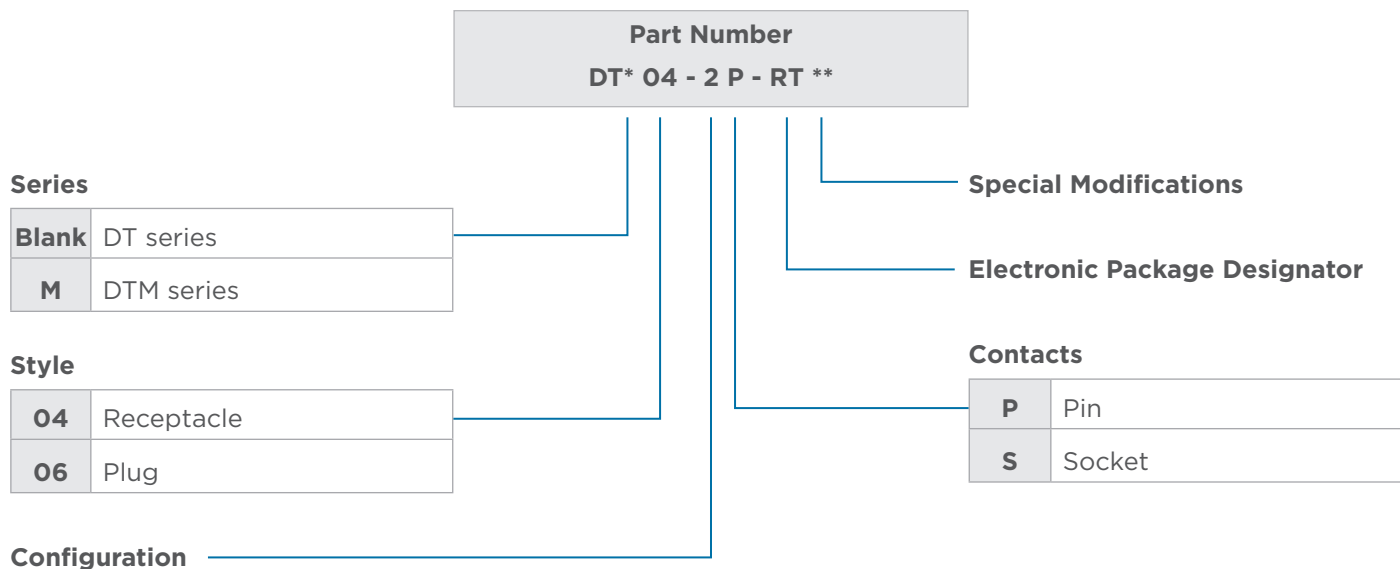 Part Number
DT* 04 - 2 P - RT **
Series
Blank DT series
M DTM series
Style
04 Receptacle
06 Plug
Configuration
Special Modifications
Electronic Package Designator
Contacts
P Pin
S Socket